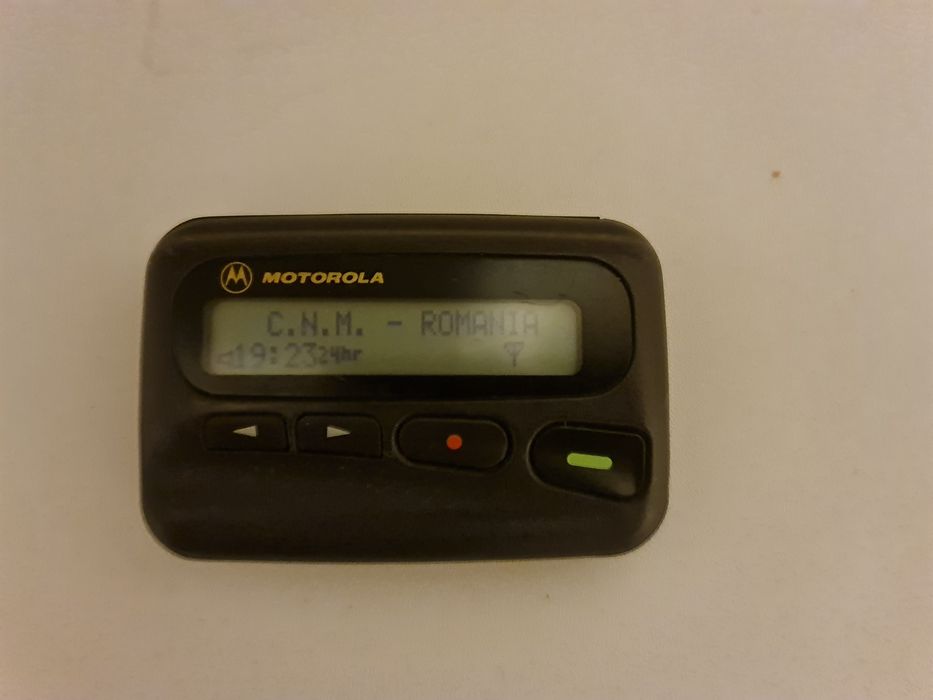 MOTOROLA
C.N.M. - ROMANIA
19:23 24hr